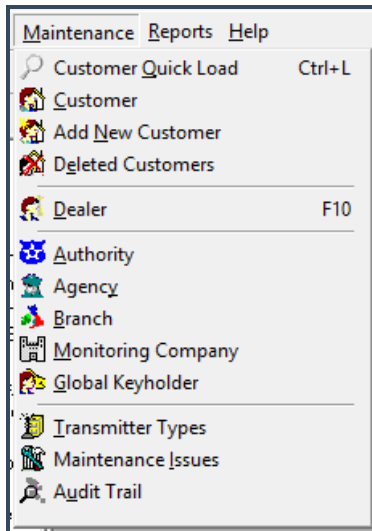 Maintenance Reports Help
Customer Quick Load Ctrl+L
Customer
Add New Customer
Deleted Customers
Dealer F10
Authority
Agency
Branch
Monitoring Company
Global Keyholder
Transmitter Types
Maintenance Issues
Audit Trail